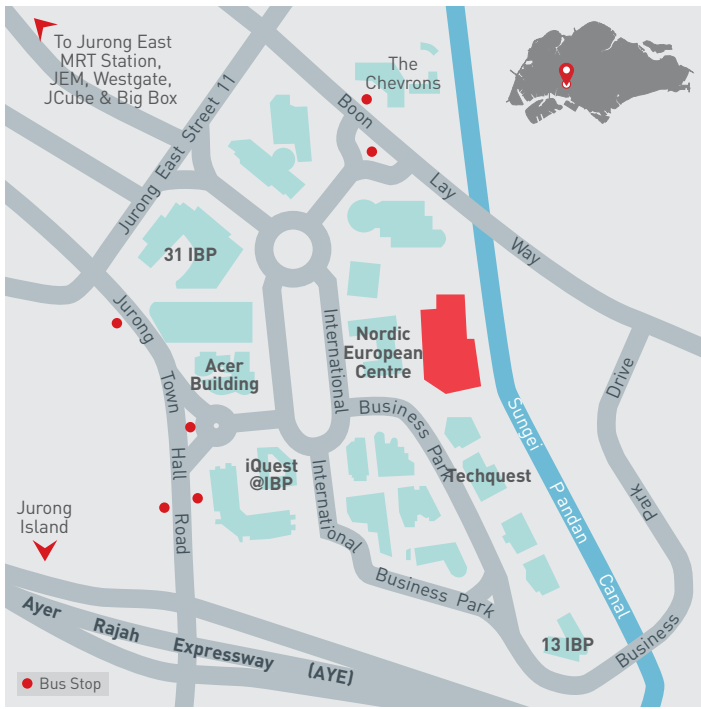 To Jurong East
MRT Station,
JEM, Westgate,
JCube & Big Box
The
Chevrons
Jurong East Street 11
Boon Lay Way
31 IBP
Jurong Town Hall Road
International Business Park
Nordic
European
Centre
Acer
Building
Sungei Pandan Canal
Business Park Drive
iQuest
@IBP
Techquest
International Business Park
Jurong
Island
Ayer Rajah Expressway (AYE)
13 IBP
Bus Stop